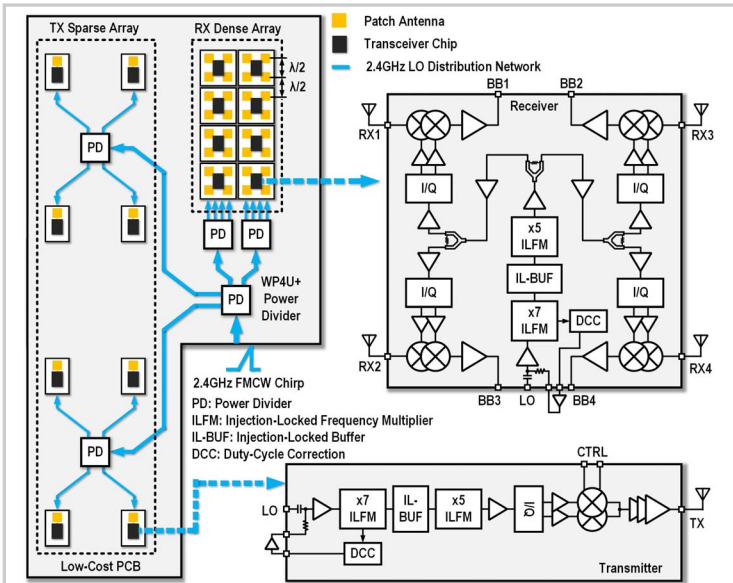 TX Sparse Array
RX Dense Array
Patch Antenna
Transceiver Chip
2.4GHz LO Distribution Network
λ/2
λ/2
PD
PD
PD
PD
WP4U+
Power
Divider
PD
2.4GHz FMCW Chirp
PD: Power Divider
ILFM: Injection-Locked Frequency Multiplier
IL-BUF: Injection-Locked Buffer
DCC: Duty-Cycle Correction
Low-Cost PCB
BB1
BB2
Receiver
RX1
RX3
I/Q
I/Q
x5
ILFM
IL-BUF
I/Q
I/Q
x7
ILFM
DCC
RX2
RX4
BB3
LO
BB4
CTRL
LO
x7
ILFM
IL-
BUF
x5
ILFM
I/Q
TX
DCC
Transmitter